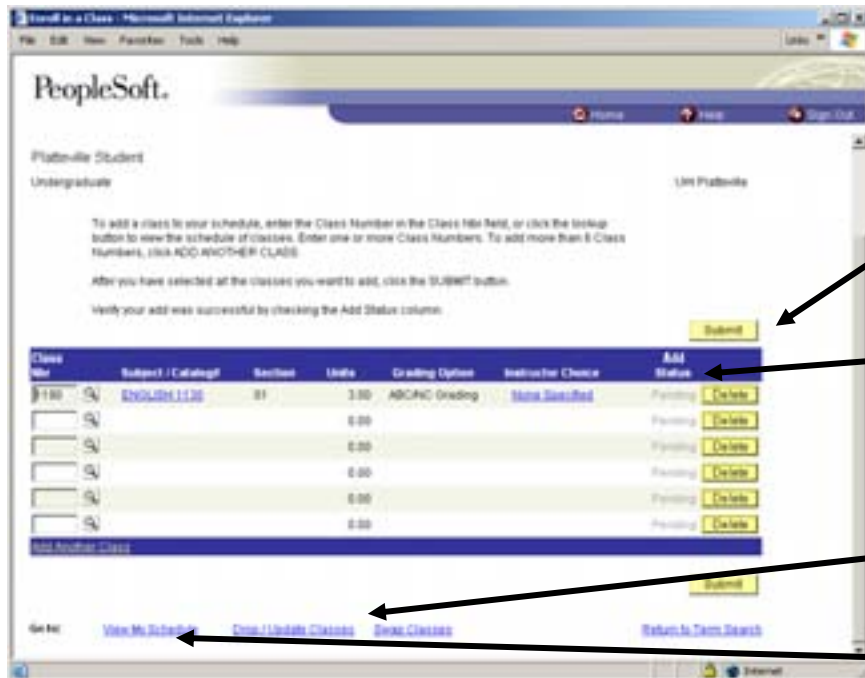 Enroll in a Class - Microsoft Internet Explorer
File Edit View Favorites Tools Help Links
PeopleSoft.
Home Help Sign Out
Platteville Student
Undergraduate UW Platteville
To add a class to your schedule, enter the Class Number in the Class Nbr field, or click the lookup
button to view the schedule of classes. Enter one or more Class Numbers. To add more than 6 Class
Numbers, click ADD ANOTHER CLASS.
After you have selected all the classes you want to add, click the SUBMIT button.
Verify your add was successful by checking the Add Status column.
Submit
Class Nbr Subject / Catalog# Section Units Grading Option Instructor Choice Add Status
ENGLISH 1130 01 3.00 ABC/NC Grading None Specified Pending Delete
0.00 Pending Delete
0.00 Pending Delete
0.00 Pending Delete
0.00 Pending Delete
0.00 Pending Delete
Add Another Class
Submit
Go to: View My Schedule Drop / Update Classes Swap Classes Return to Term Search
Internet